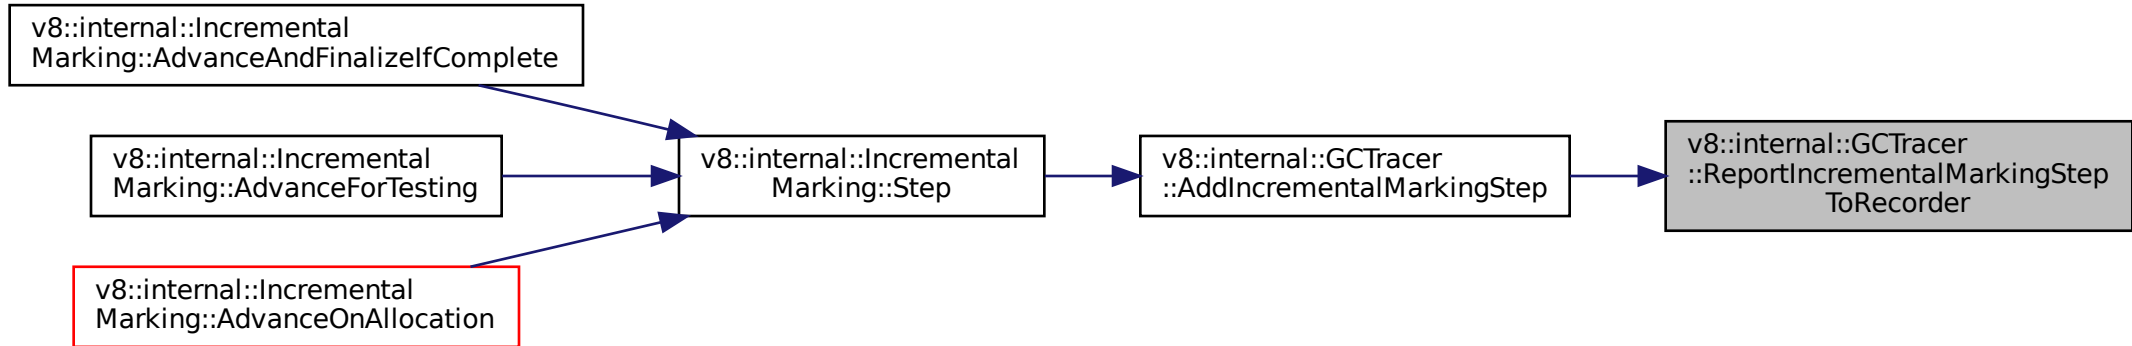 v8::internal::Incremental
Marking::AdvanceAndFinalizeIfComplete
v8::internal::Incremental
Marking::AdvanceForTesting
v8::internal::Incremental
Marking::AdvanceOnAllocation
v8::internal::Incremental
Marking::Step
v8::internal::GCTracer
::AddIncrementalMarkingStep
v8::internal::GCTracer
::ReportIncrementalMarkingStep
ToRecorder